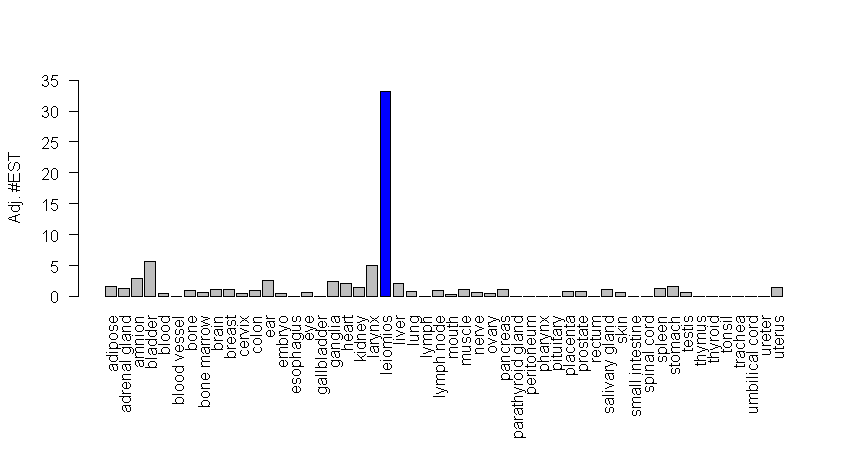 Adj. #EST
35
30
25
20
15
10
5
0
adipose
adrenal gland
amnion
bladder
blood
blood vessel
bone
bone marrow
brain
breast
cervix
colon
ear
embryo
esophagus
eye
gallbladder
ganglia
heart
kidney
larynx
leiomios
liver
lung
lymph
lymph node
mouth
muscle
nerve
ovary
pancreas
parathyroid gland
peritoneum
pharynx
pituitary
placenta
prostate
rectum
salivary gland
skin
small intestine
spinal cord
spleen
stomach
testis
thymus
thyroid
tonsil
trachea
umbilical cord
ureter
uterus